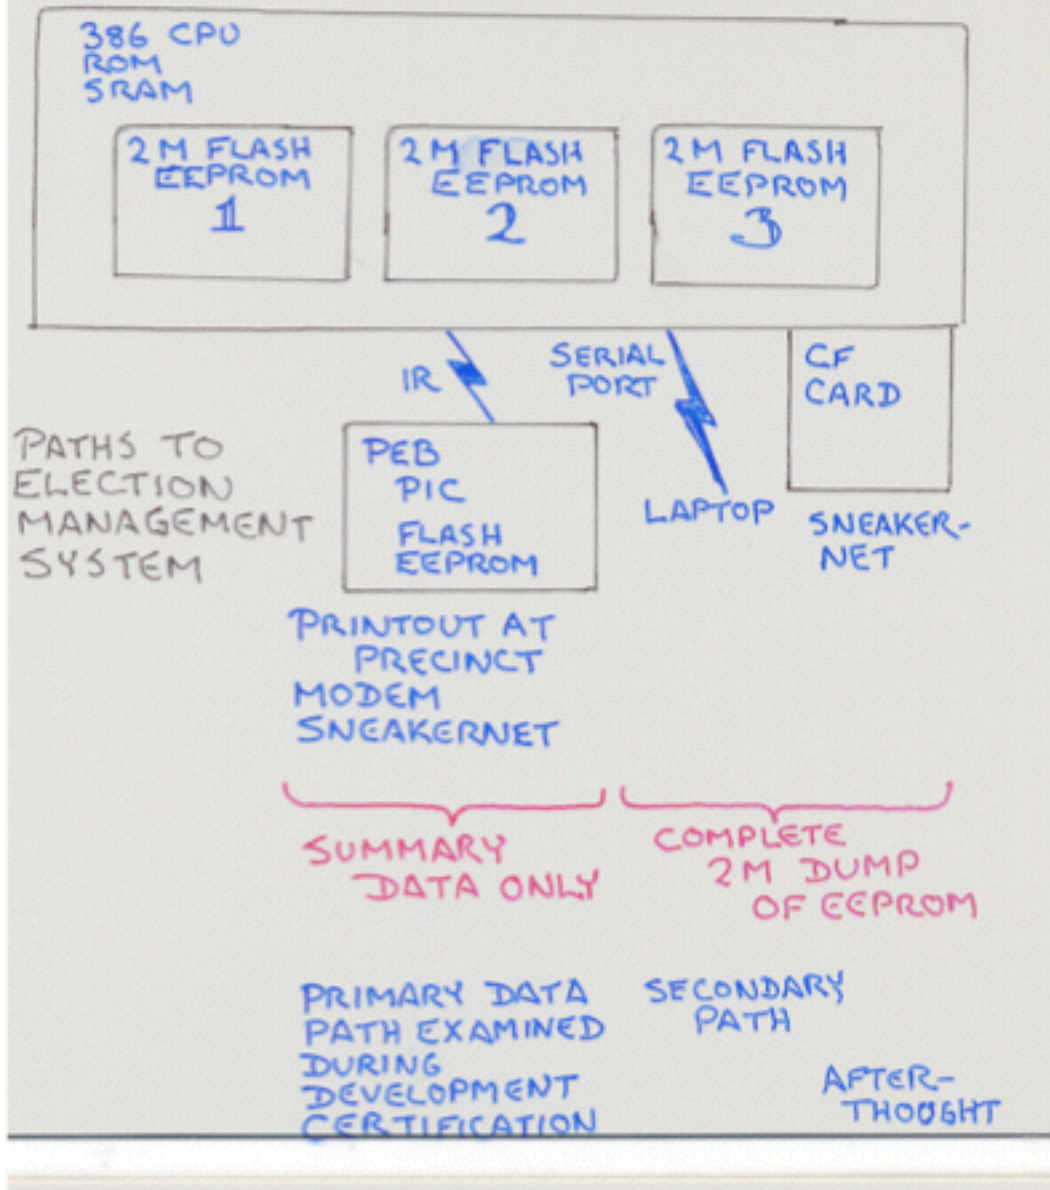 386 CPU
ROM
SRAM
2M FLASH
EEPROM
1
2M FLASH
EEPROM
2
2M FLASH
EEPROM
3
IR
SERIAL
PORT
CF
CARD
PATHS TO
ELECTION
MANAGEMENT
SYSTEM
PEB
PIC
FLASH
EEPROM
LAPTOP
SNEAKER-
NET
PRINTOUT AT
PRECINCT
MODEM
SNEAKERNET
SUMMARY
DATA ONLY
COMPLETE
2M DUMP
OF EEPROM
PRIMARY DATA
PATH EXAMINED
DURING
DEVELOPMENT
CERTIFICATION
SECONDARY
PATH
AFTER-
THOUGHT